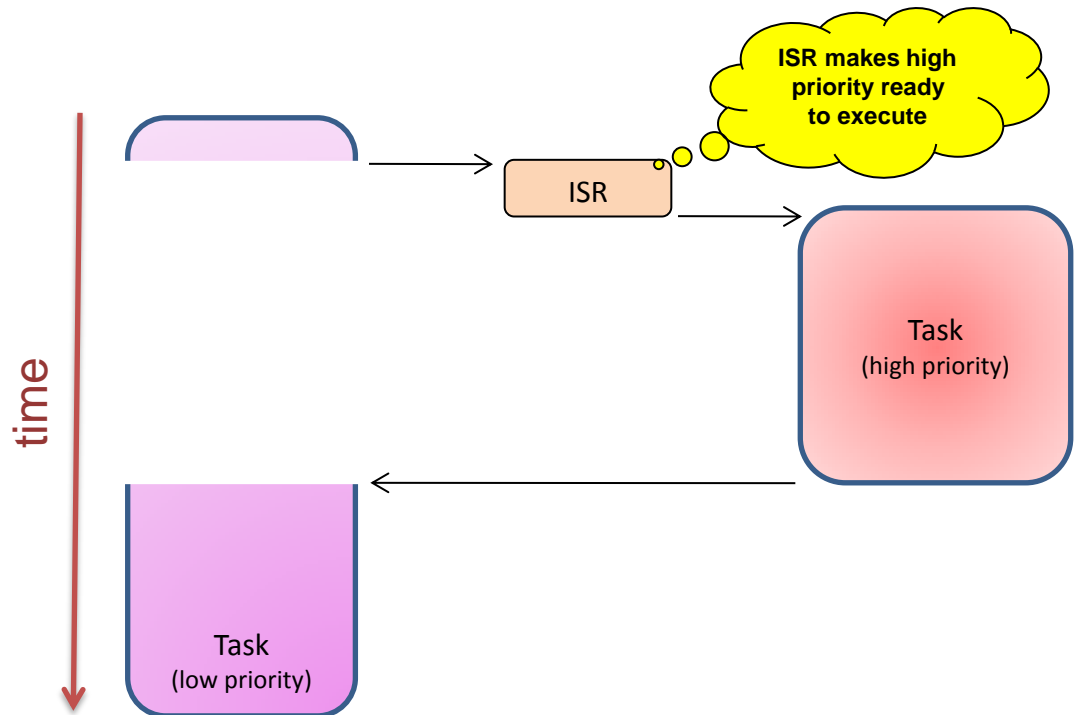 ISR makes high
priority ready
to execute
ISR
Task
(high priority)
time
Task
(low priority)